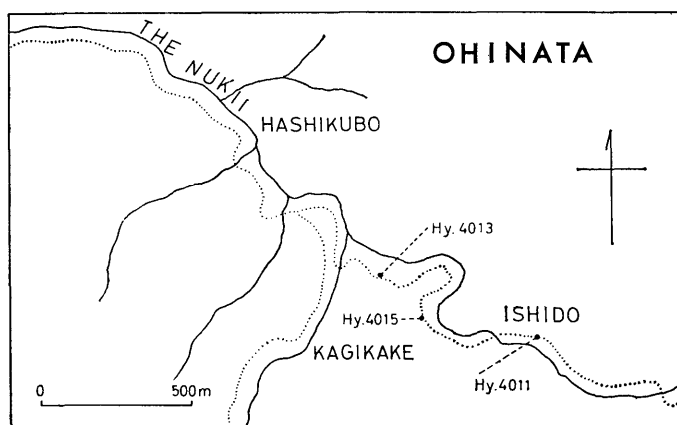 OHINATA
THE NUKII
HASHIKUBO
Hy. 4013
Hy. 4015
ISHIDO
KAGIKAKE
Hy. 4011
0 500m